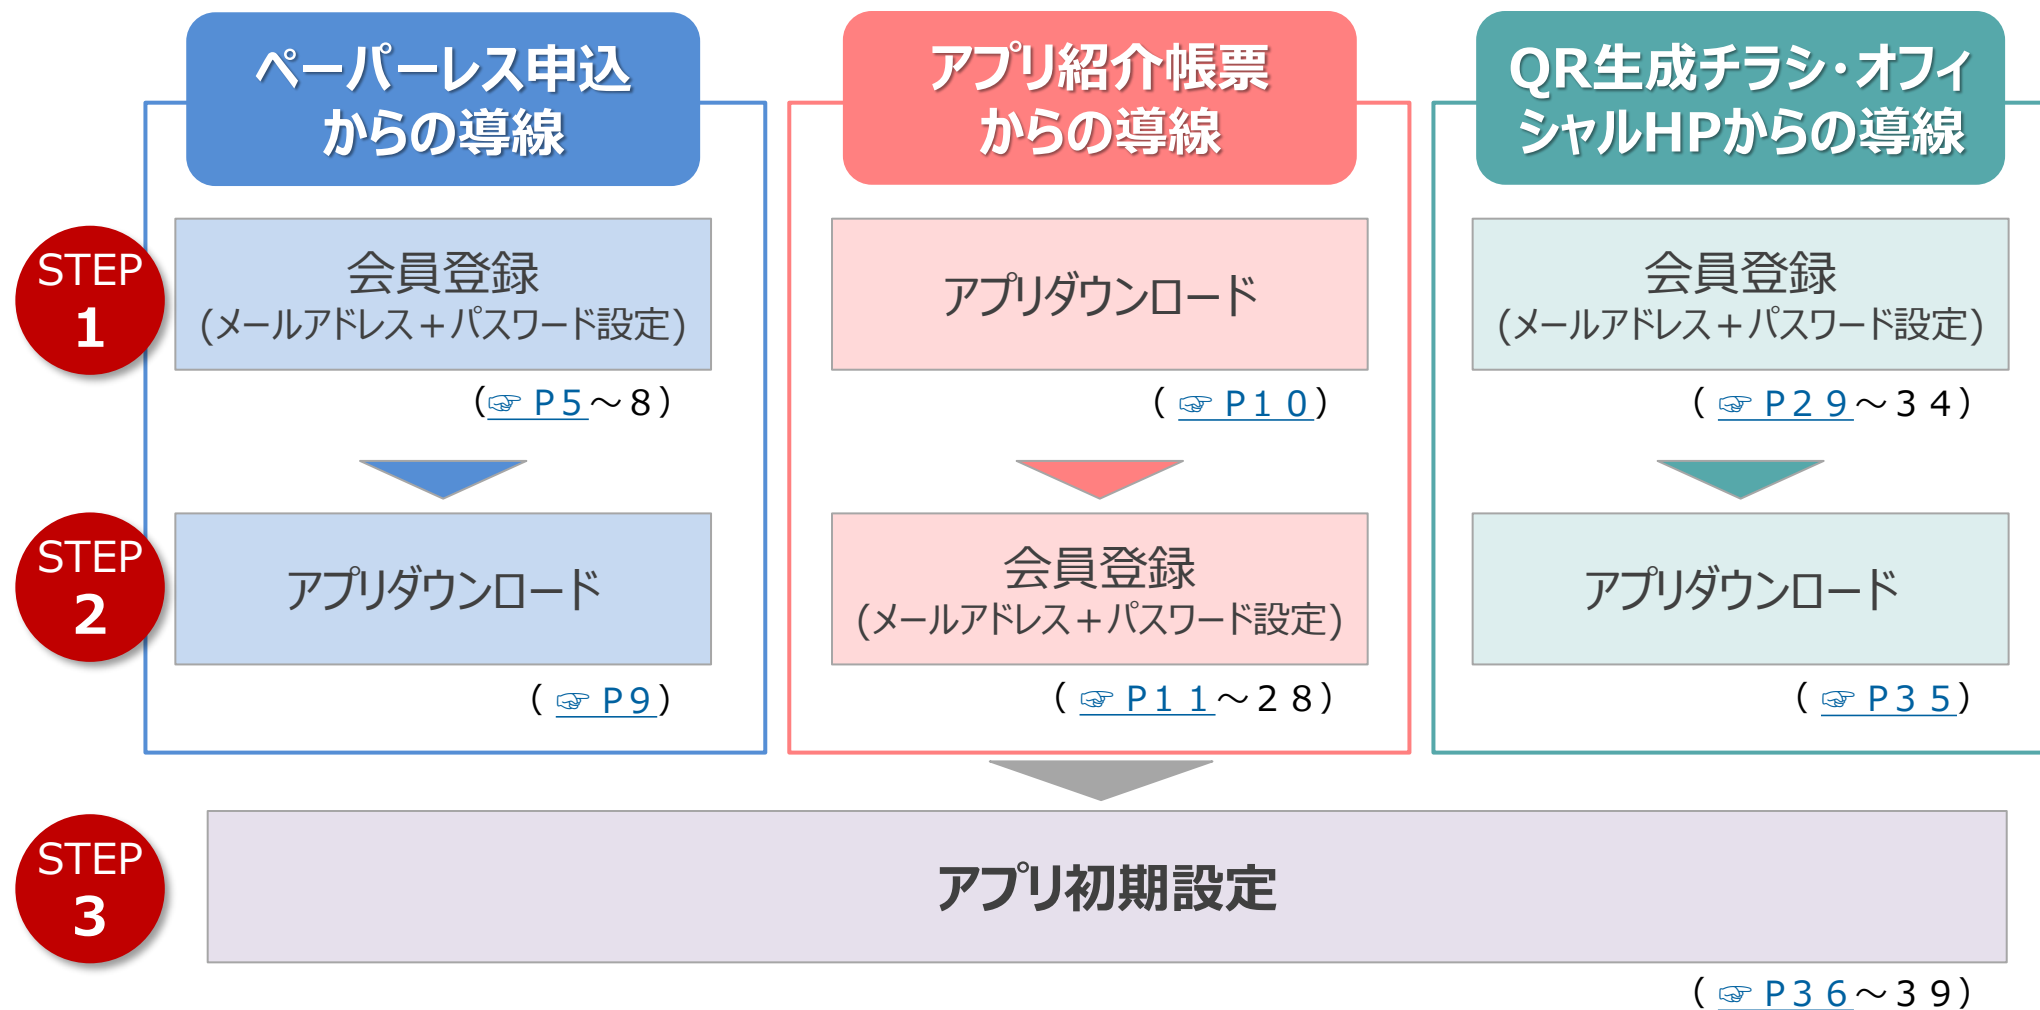 ペーパーレス申込
からの導線
アプリ紹介帳票
からの導線
QR生成チラシ・オフィ
シャルHPからの導線
STEP
1
会員登録
(メールアドレス+パスワード設定)
(☞ P5～8)
アプリダウンロード
(☞ P10)
会員登録
(メールアドレス+パスワード設定)
(☞ P29～34)
STEP
2
アプリダウンロード
(☞ P9)
会員登録
(メールアドレス+パスワード設定)
(☞ P11～28)
アプリダウンロード
(☞ P35)
STEP
3
アプリ初期設定
(☞ P36～39)